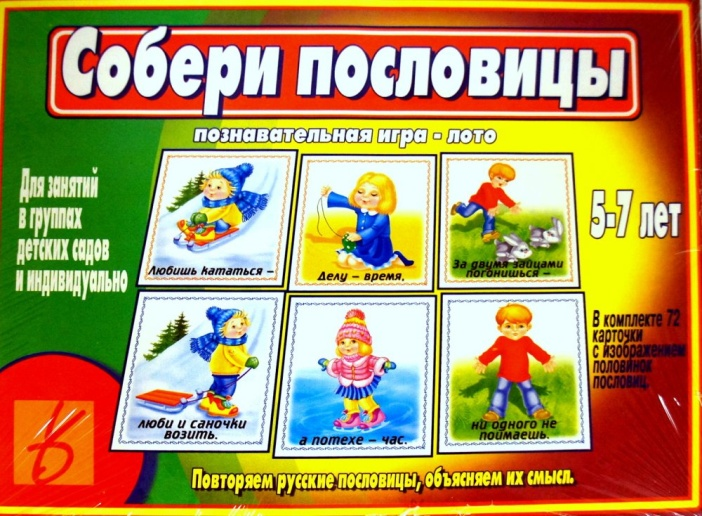 Собери пословицы
познавательная игра - лото
Для занятий
в группах
детских садов
и индивидуально
5-7 лет
Любишь кататься –
Делу – время,
За двумя зайцами
погонишься –
люби и саночки
возить.
а потехе – час.
ни одного не
поймаешь.
В комплекте 72
карточки
с изображением
половинок
пословиц.
Повторяем русские пословицы, объясняем их смысл.